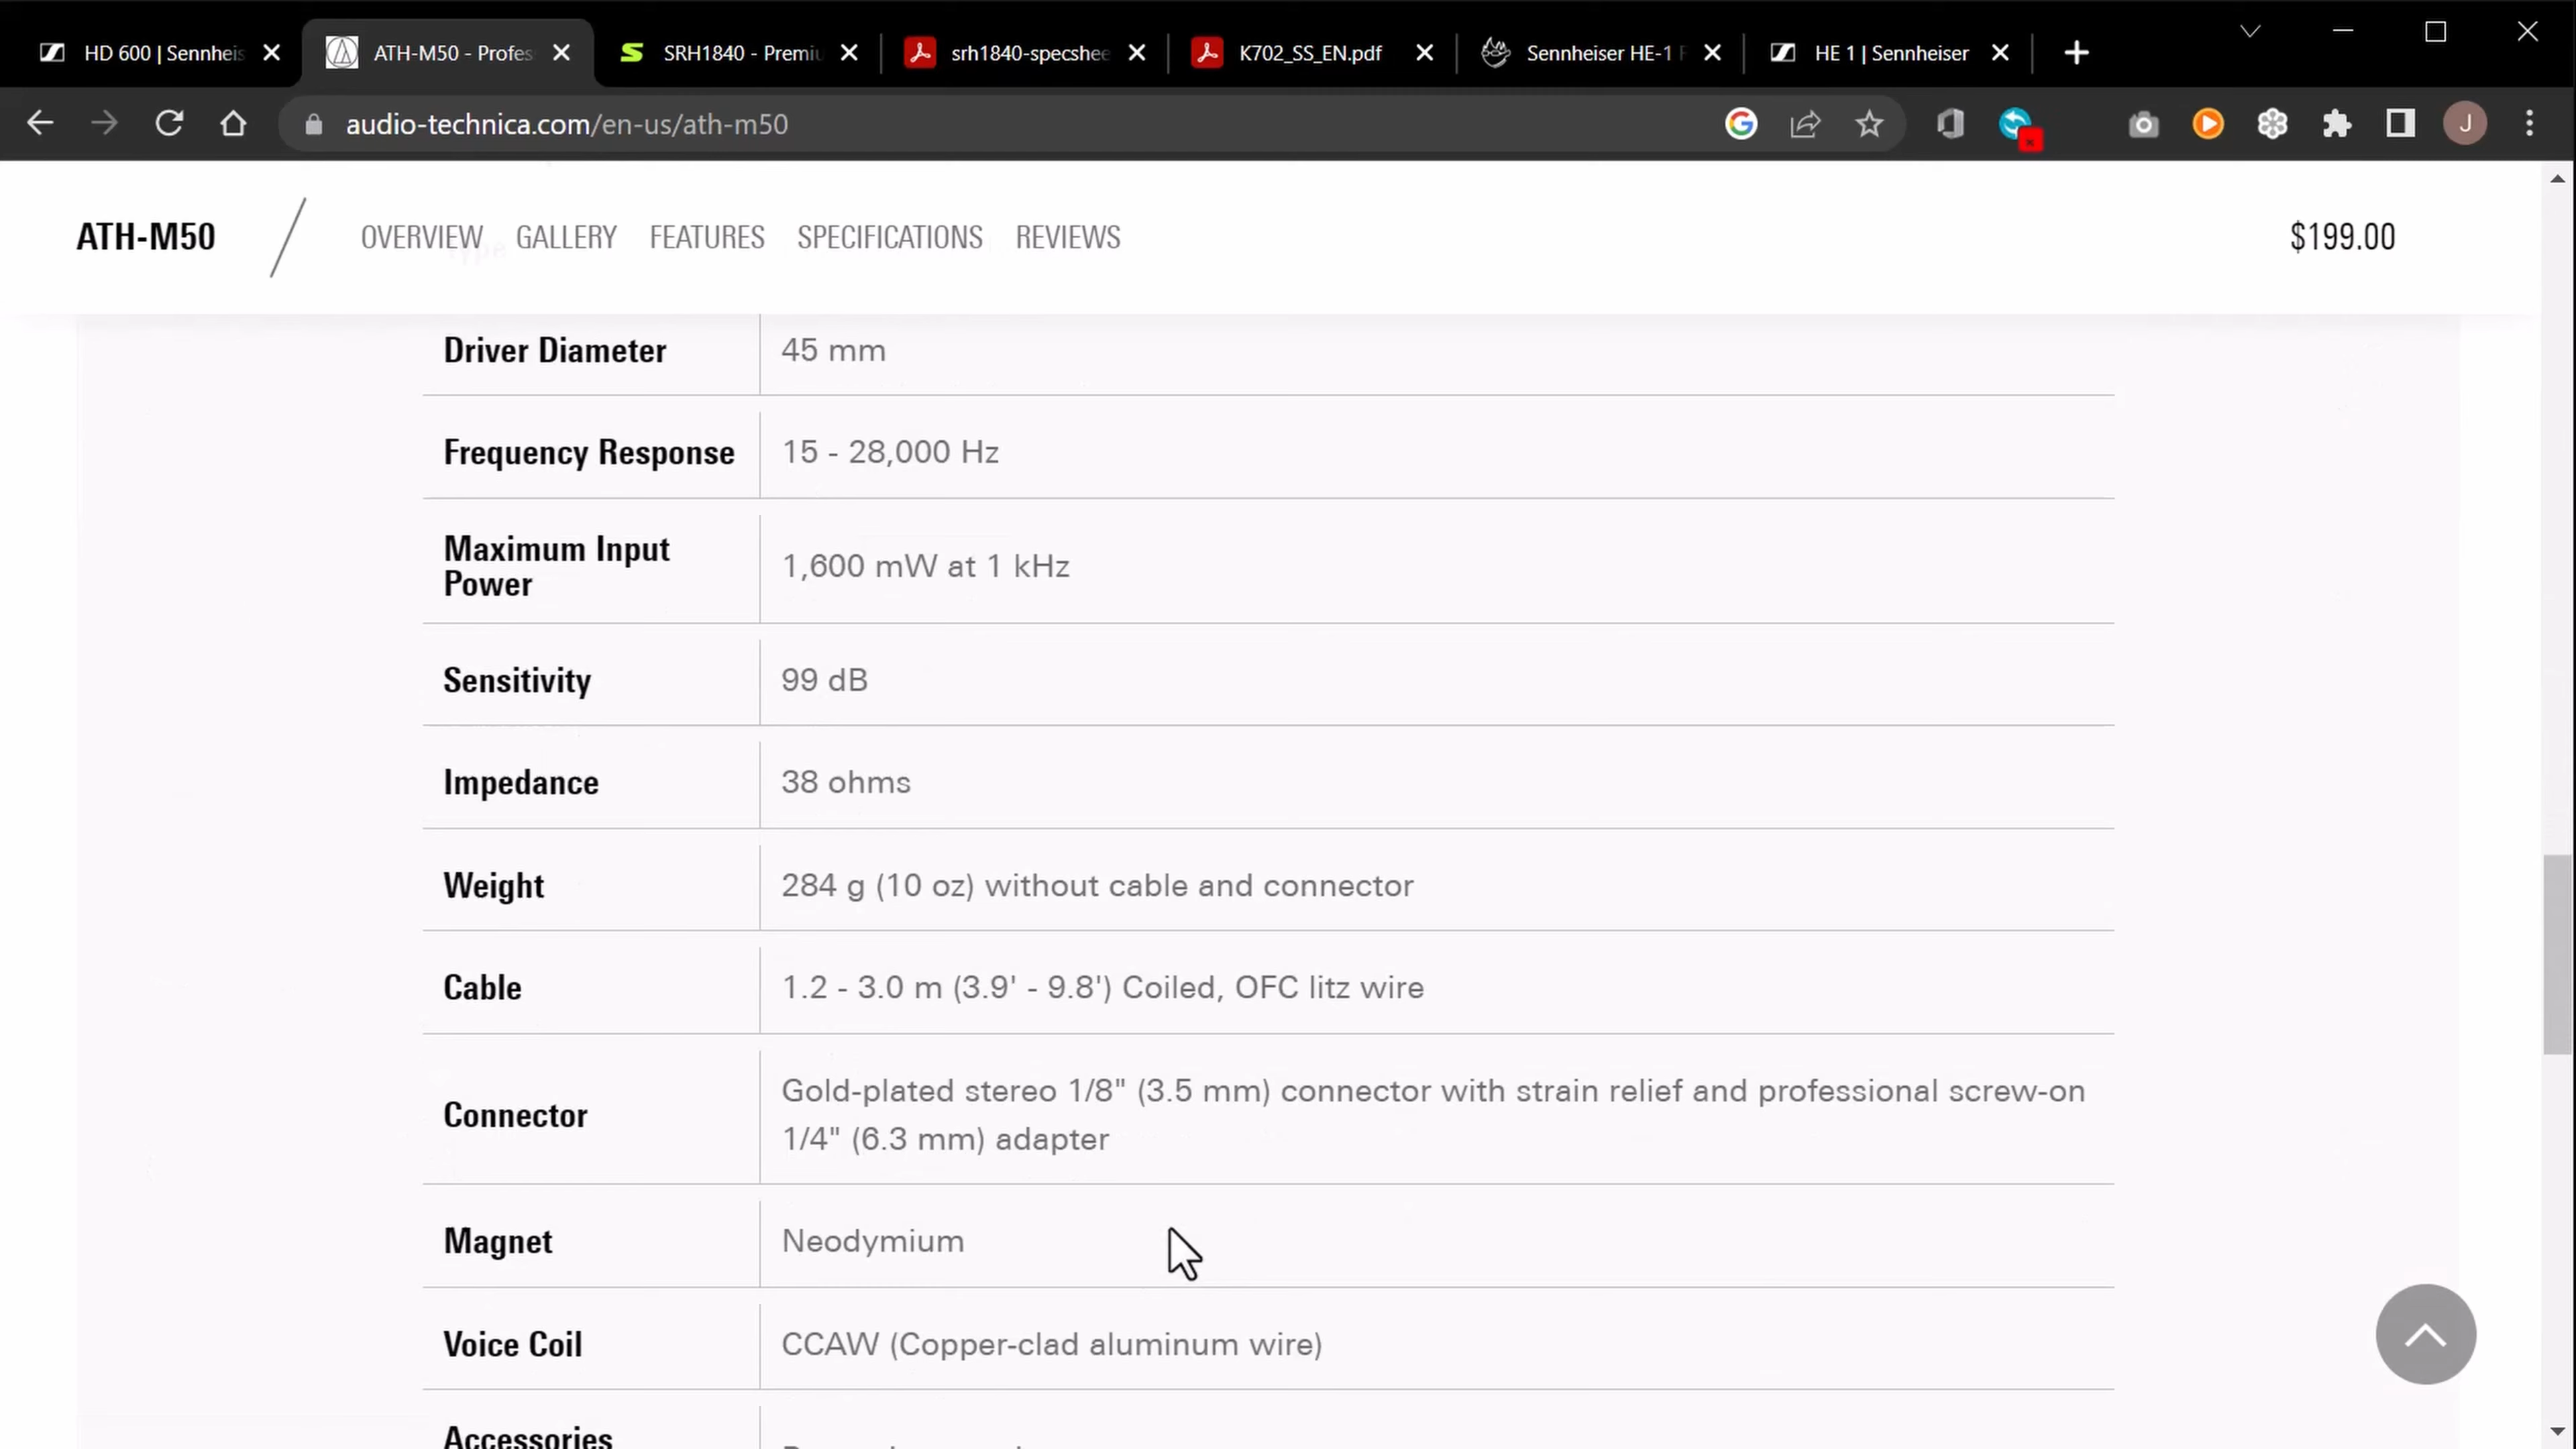 HD 600 | Sennheis
ATH-M50 - Profes
SRH1840 - Premiu
srh1840-specshee
K702_SS_EN.pdf
Sennheiser HE-1
HE 1 | Sennheiser
audio-technica.com/en-us/ath-m50
J
ATH-M50
OVERVIEW GALLERY FEATURES SPECIFICATIONS REVIEWS
$199.00
Driver Diameter 45 mm
Frequency Response 15 - 28,000 Hz
Maximum Input
Power
1,600 mW at 1 kHz
Sensitivity 99 dB
Impedance 38 ohms
Weight 284 g (10 oz) without cable and connector
Cable 1.2 - 3.0 m (3.9' - 9.8') Coiled, OFC litz wire
Connector
Gold-plated stereo 1/8" (3.5 mm) connector with strain relief and professional screw-on
1/4" (6.3 mm) adapter
Magnet Neodymium
Voice Coil CCAW (Copper-clad aluminum wire)
Accessories